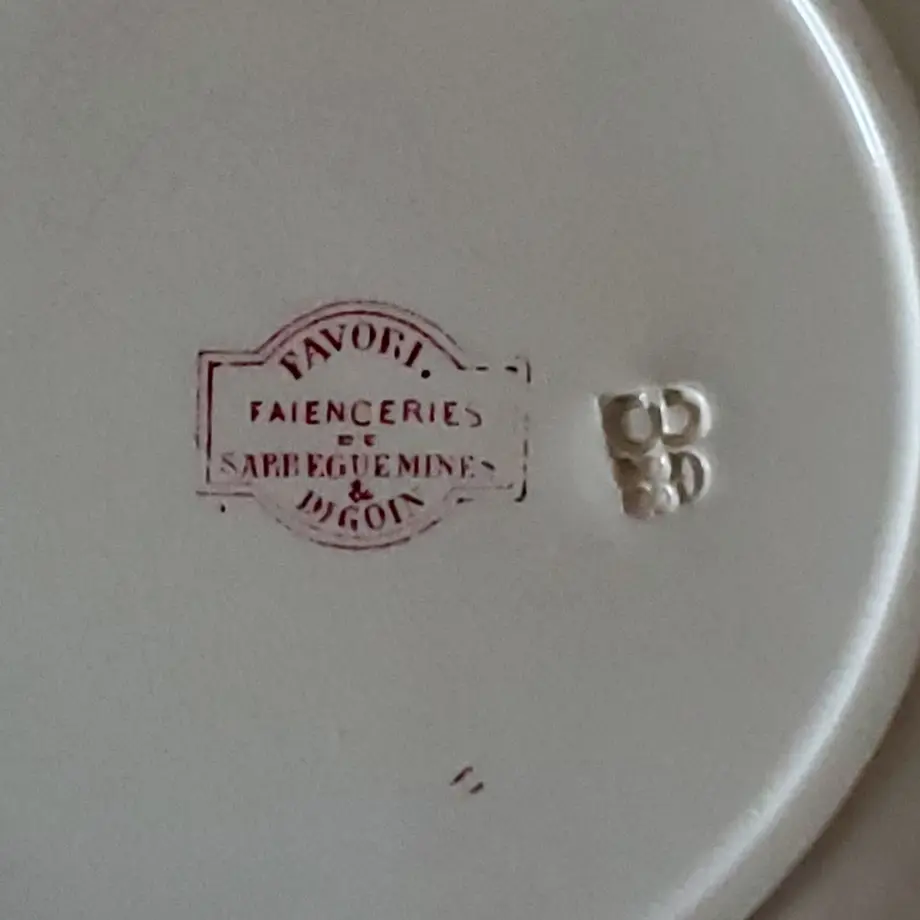 FAVORI.
FAIENCERIES
DE
SARREGUEMINES
&
DIGOIN